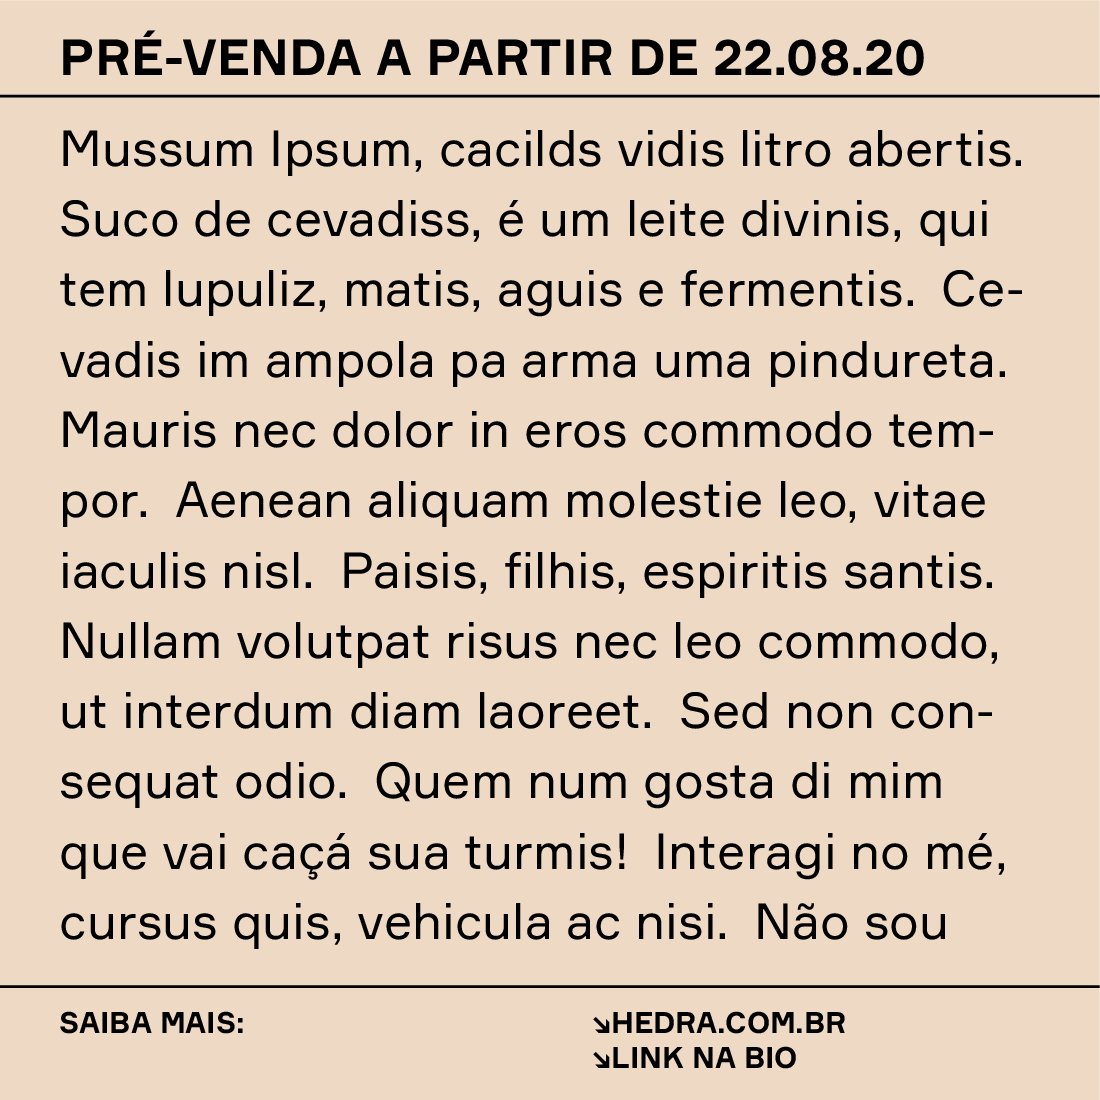 PRÉ-VENDA A PARTIR DE 22.08.20
Mussum Ipsum, cacilds vidis litro abertis.
Suco de cevadiss, é um leite divinis, qui
tem lupuliz, matis, aguis e fermentis. Ce-
vadis im ampola pa arma uma pindureta.
Mauris nec dolor in eros commodo tem-
por. Aenean aliquam molestie leo, vitae
iaculis nisl. Paisis, filhis, espiritis santis.
Nullam volutpat risus nec leo commodo,
ut interdum diam laoreet. Sed non con-
sequat odio. Quem num gosta di mim
que vai caçá sua turmis! Interagi no mé,
cursus quis, vehicula ac nisi. Não sou
SAIBA MAIS:
↘HEDRA.COM.BR
↘LINK NA BIO